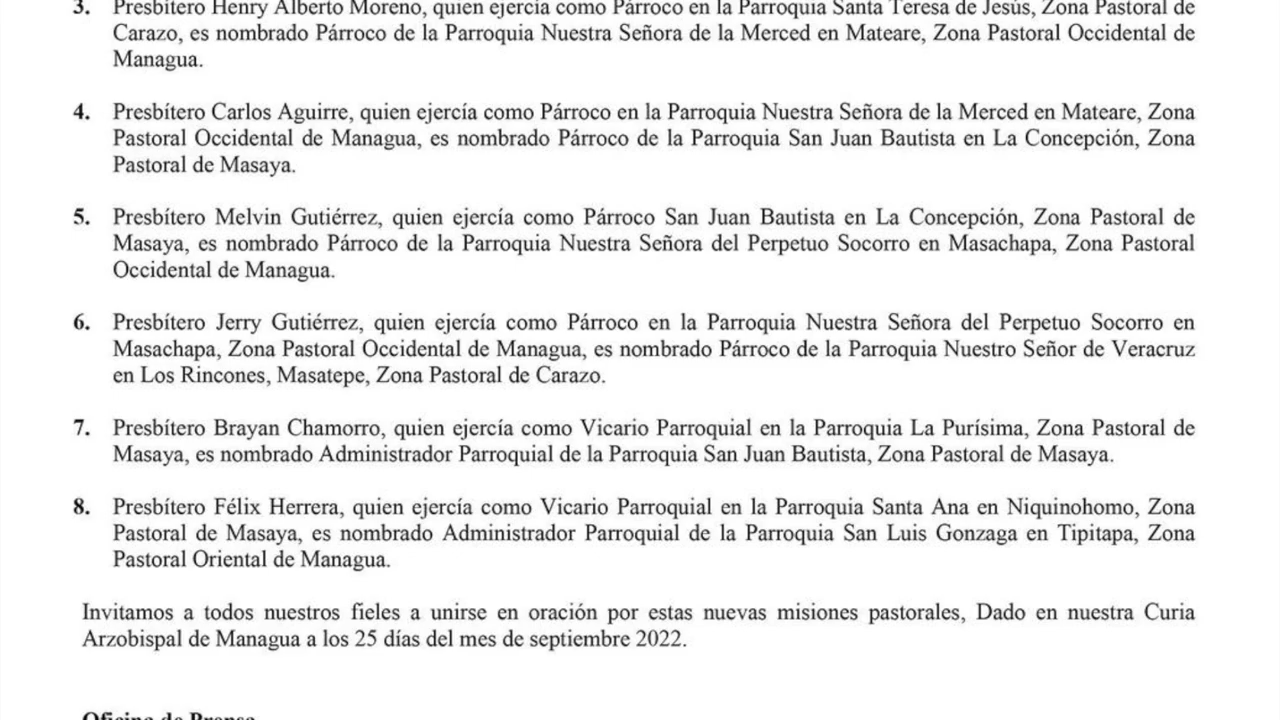 3. Presbítero Henry Alberto Moreno, quien ejercía como Párroco en la Parroquia Santa Teresa de Jesús, Zona Pastoral de
Carazo, es nombrado Párroco de la Parroquia Nuestra Señora de la Merced en Mateare, Zona Pastoral Occidental de
Managua.
4. Presbítero Carlos Aguirre, quien ejercía como Párroco en la Parroquia Nuestra Señora de la Merced en Mateare, Zona
Pastoral Occidental de Managua, es nombrado Párroco de la Parroquia San Juan Bautista en La Concepción, Zona
Pastoral de Masaya.
5. Presbítero Melvin Gutiérrez, quien ejercía como Párroco San Juan Bautista en La Concepción, Zona Pastoral de
Masaya, es nombrado Párroco de la Parroquia Nuestra Señora del Perpetuo Socorro en Masachapa, Zona Pastoral
Occidental de Managua.
6. Presbítero Jerry Gutiérrez, quien ejercía como Párroco en la Parroquia Nuestra Señora del Perpetuo Socorro en
Masachapa, Zona Pastoral Occidental de Managua, es nombrado Párroco de la Parroquia Nuestro Señor de Veracruz
en Los Rincones, Masatepe, Zona Pastoral de Carazo.
7. Presbítero Brayan Chamorro, quien ejercía como Vicario Parroquial en la Parroquia La Purísima, Zona Pastoral de
Masaya, es nombrado Administrador Parroquial de la Parroquia San Juan Bautista, Zona Pastoral de Masaya.
8. Presbítero Félix Herrera, quien ejercía como Vicario Parroquial en la Parroquia Santa Ana en Niquinohomo, Zona
Pastoral de Masaya, es nombrado Administrador Parroquial de la Parroquia San Luis Gonzaga en Tipitapa, Zona
Pastoral Oriental de Managua.
Invitamos a todos nuestros fieles a unirse en oración por estas nuevas misiones pastorales, Dado en nuestra Curia
Arzobispal de Managua a los 25 días del mes de septiembre 2022.
Oficina de Prensa